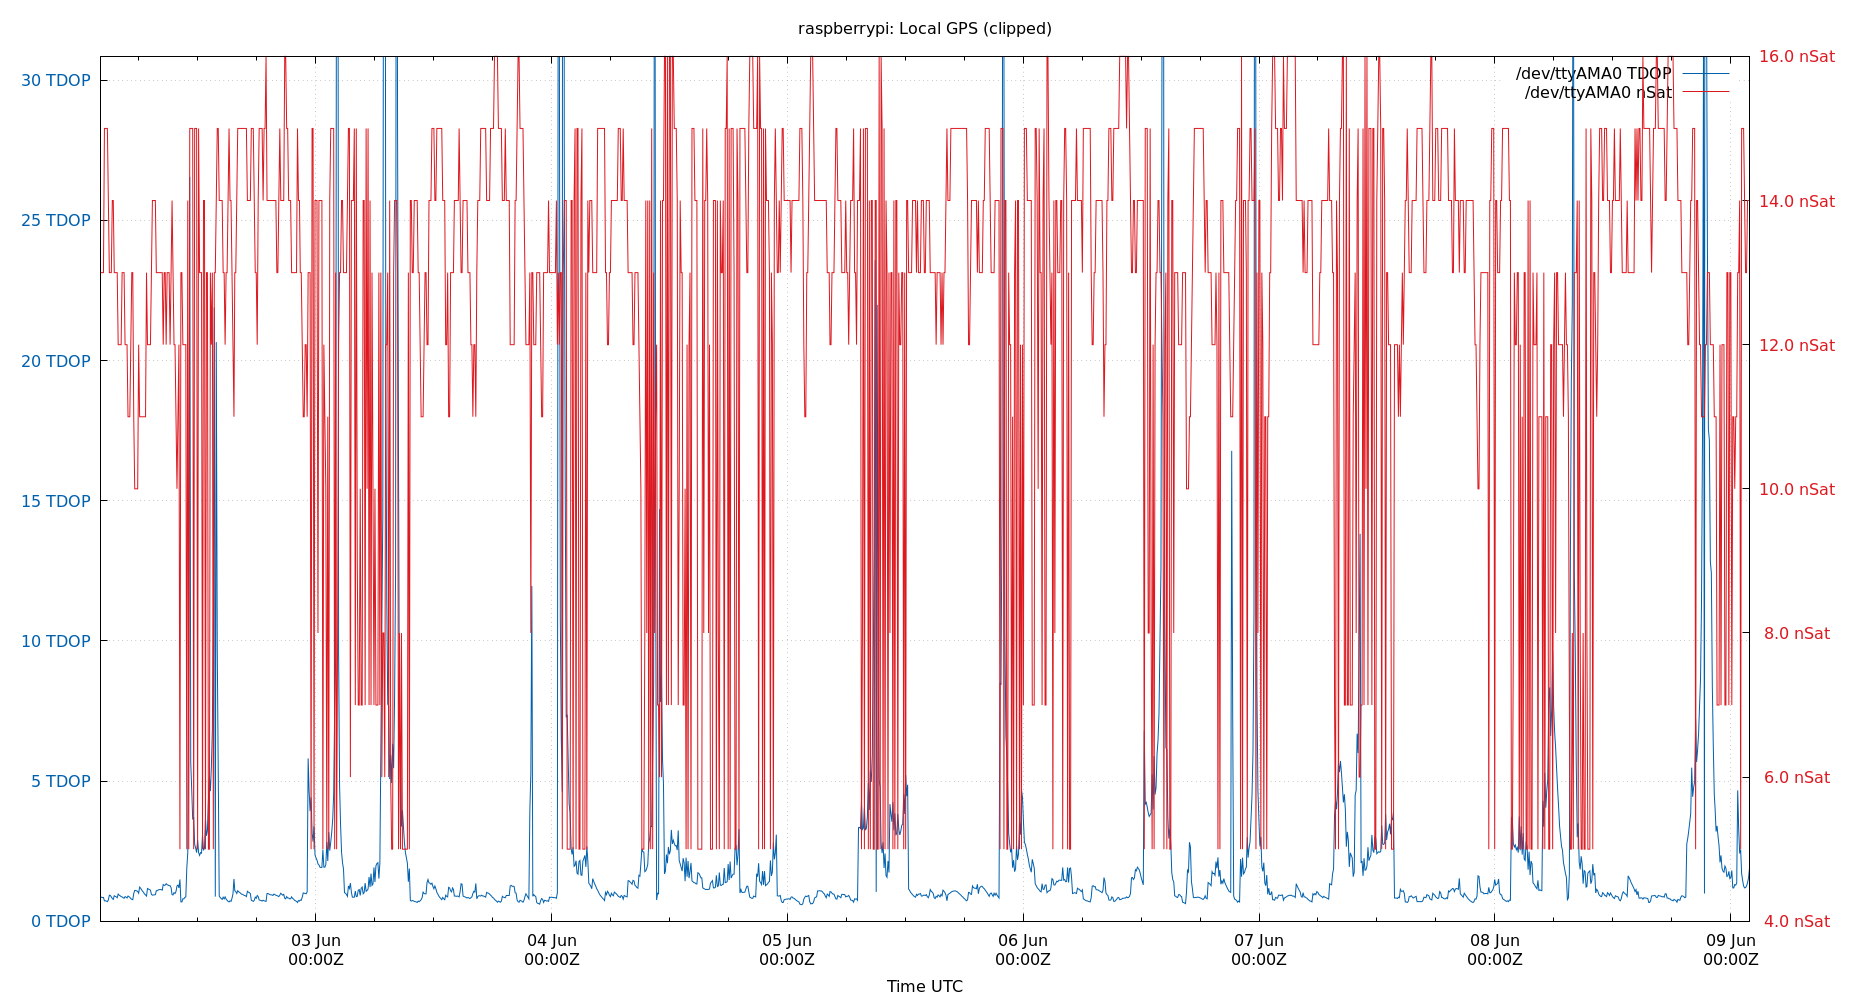 raspberrypi: Local GPS (clipped)
30 TDOP
25 TDOP
20 TDOP
15 TDOP
10 TDOP
5 TDOP
0 TDOP
16.0 nSat
14.0 nSat
12.0 nSat
10.0 nSat
8.0 nSat
6.0 nSat
4.0 nSat
/dev/ttyAMA0 TDOP
/dev/ttyAMA0 nSat
03 Jun
00:00Z
04 Jun
00:00Z
05 Jun
00:00Z
06 Jun
00:00Z
07 Jun
00:00Z
08 Jun
00:00Z
09 Jun
00:00Z
Time UTC